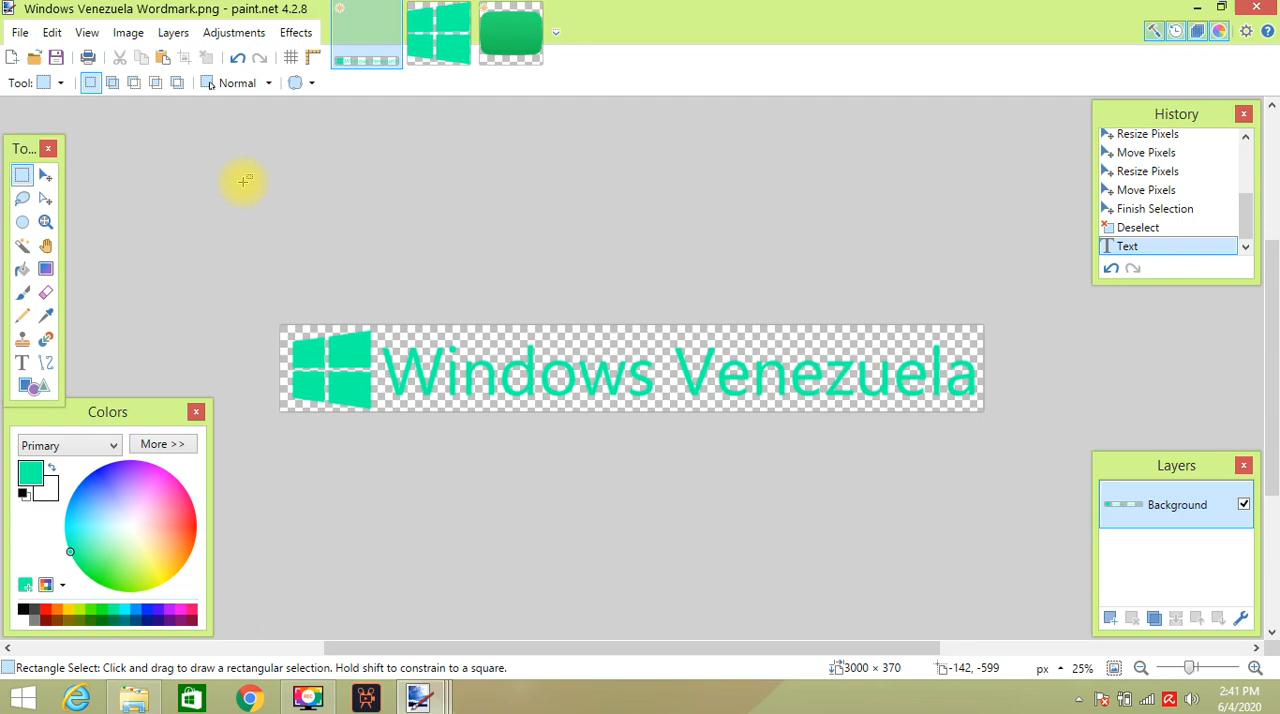 Windows Venezuela Wordmark.png - paint.net 4.2.8
File Edit View Image Layers Adjustments Effects
Tool: Normal
To...
History
Resize Pixels
Move Pixels
Resize Pixels
Move Pixels
Finish Selection
Deselect
Text
Windows Venezuela
Colors
Primary
More >>
Layers
Background
Rectangle Select: Click and drag to draw a rectangular selection. Hold shift to constrain to a square.
3000 × 370
-142, -599
px
25%
2:41 PM
6/4/2020